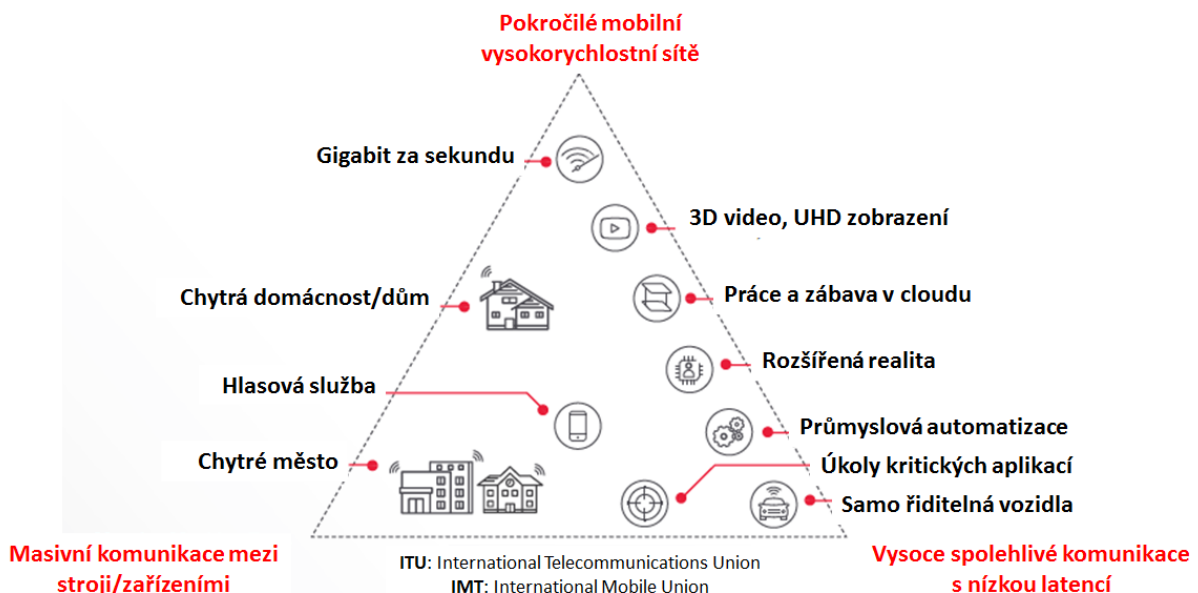 Pokročilé mobilní
vysokorychlostní sítě
Gigabit za sekundu
3D video, UHD zobrazení
Chytrá domácnost/dům
Práce a zábava v cloudu
Rozšířená realita
Hlasová služba
Průmyslová automatizace
Chytré město
Úkoly kritických aplikací
Samo řiditelná vozidla
Masivní komunikace mezi
stroji/zařízeními
ITU: International Telecommunications Union
IMT: International Mobile Union
Vysoce spolehlivé komunikace
s nízkou latencí